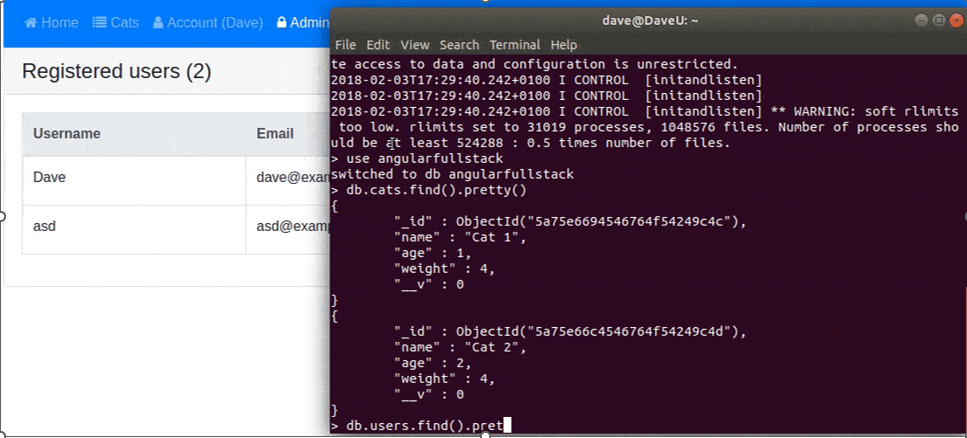 Home Cats Account (Dave) Admin
Registered users (2)
Username Email
Dave dave@exam
asd asd@examp
dave@DaveU: ~
File Edit View Search Terminal Help
te access to data and configuration is unrestricted.
2018-02-03T17:29:40.242+0100 I CONTROL  [initandlisten]
2018-02-03T17:29:40.242+0100 I CONTROL  [initandlisten]
2018-02-03T17:29:40.242+0100 I CONTROL  [initandlisten] ** WARNING: soft rlimits
 too low. rlimits set to 31019 processes, 1048576 files. Number of processes sho
uld be at least 524288 : 0.5 times number of files.
> use angularfullstack
switched to db angularfullstack
> db.cats.find().pretty()
{
"_id" : ObjectId("5a75e6694546764f54249c4c"),
"name" : "Cat 1",
"age" : 1,
"weight" : 4,
"__v" : 0
}
{
"_id" : ObjectId("5a75e66c4546764f54249c4d"),
"name" : "Cat 2",
"age" : 2,
"weight" : 4,
"__v" : 0
}
> db.users.find().pret